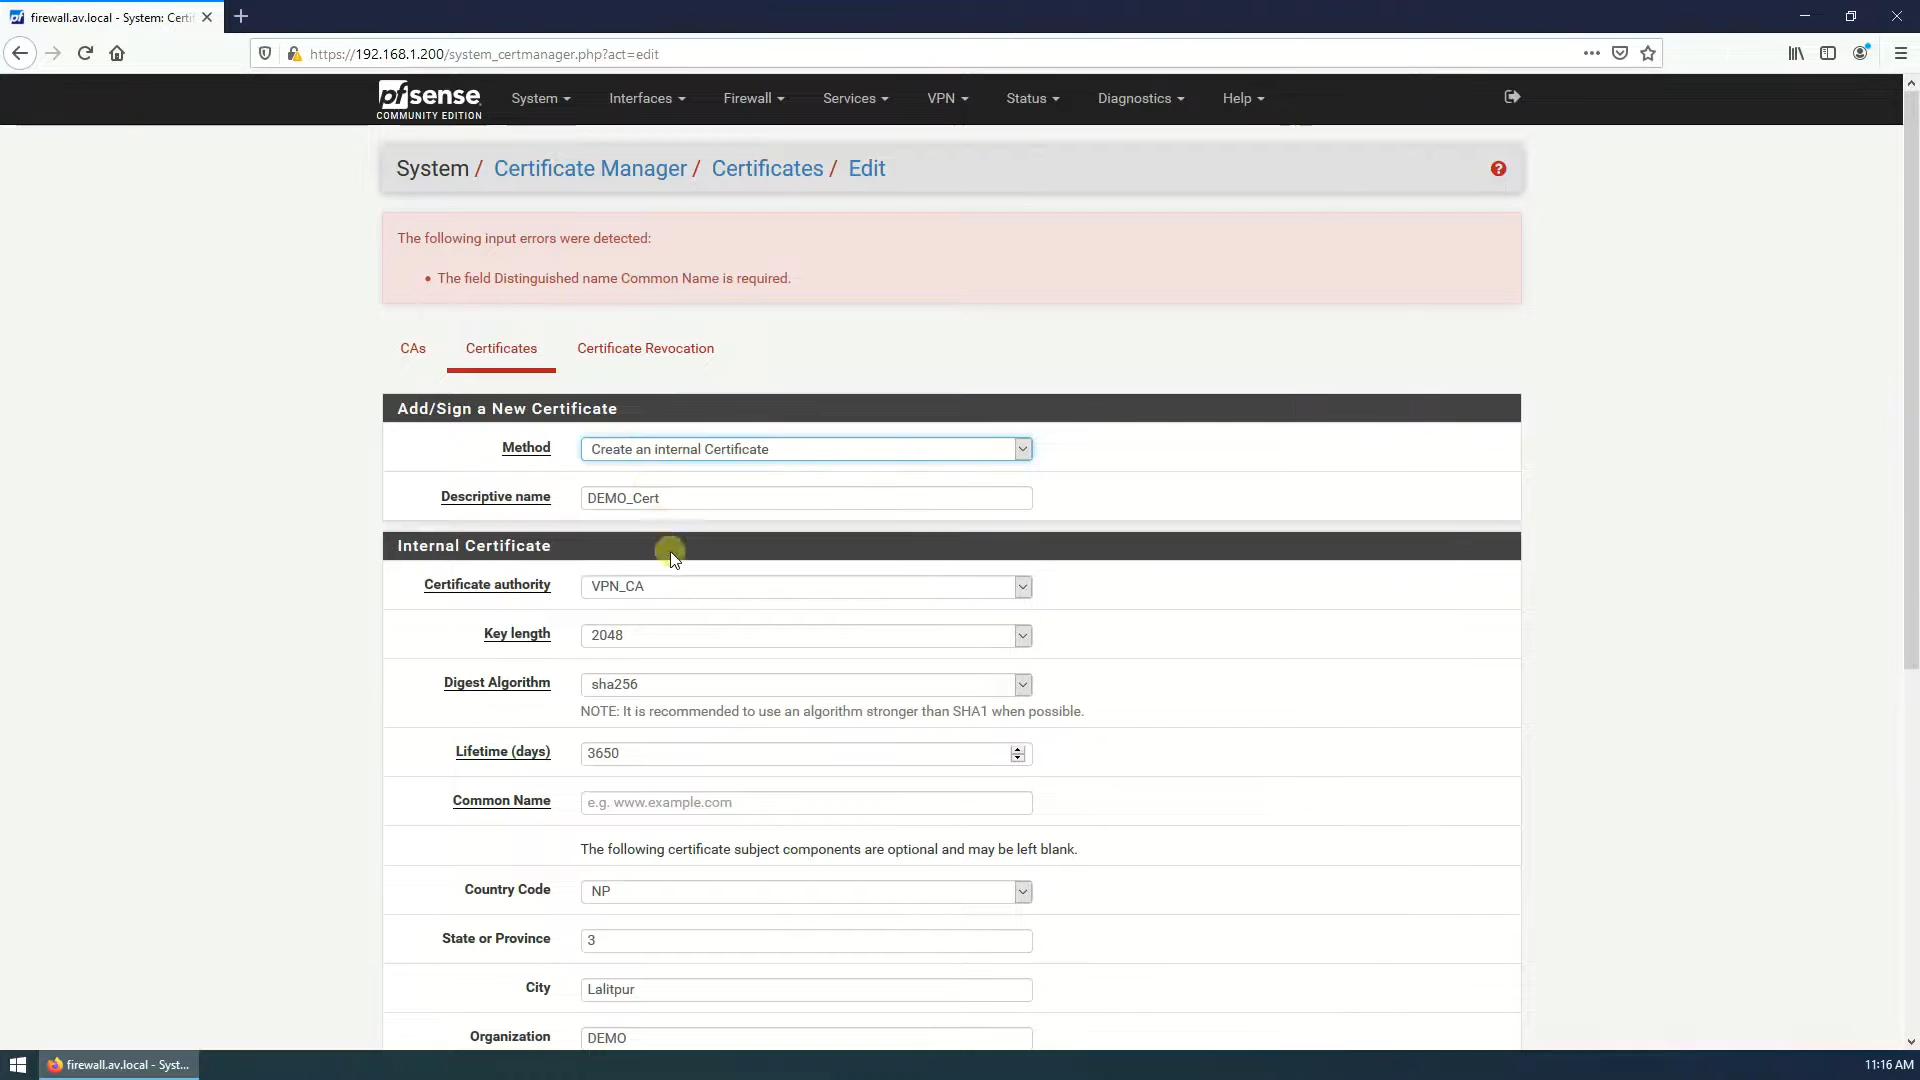 firewall.av.local - System: Certi
https://192.168.1.200/system_certmanager.php?act=edit
pfsense
COMMUNITY EDITION
System
Interfaces
Firewall
Services
VPN
Status
Diagnostics
Help
System / Certificate Manager / Certificates / Edit
The following input errors were detected:
• The field Distinguished name Common Name is required.
CAs
Certificates
Certificate Revocation
Add/Sign a New Certificate
Method
Create an internal Certificate
Descriptive name
DEMO_Cert
Internal Certificate
Certificate authority
VPN_CA
Key length
2048
Digest Algorithm
sha256
NOTE: It is recommended to use an algorithm stronger than SHA1 when possible.
Lifetime (days)
3650
Common Name
e.g. www.example.com
The following certificate subject components are optional and may be left blank.
Country Code
NP
State or Province
3
City
Lalitpur
Organization
DEMO
firewall.av.local - Syst...
11:16 AM